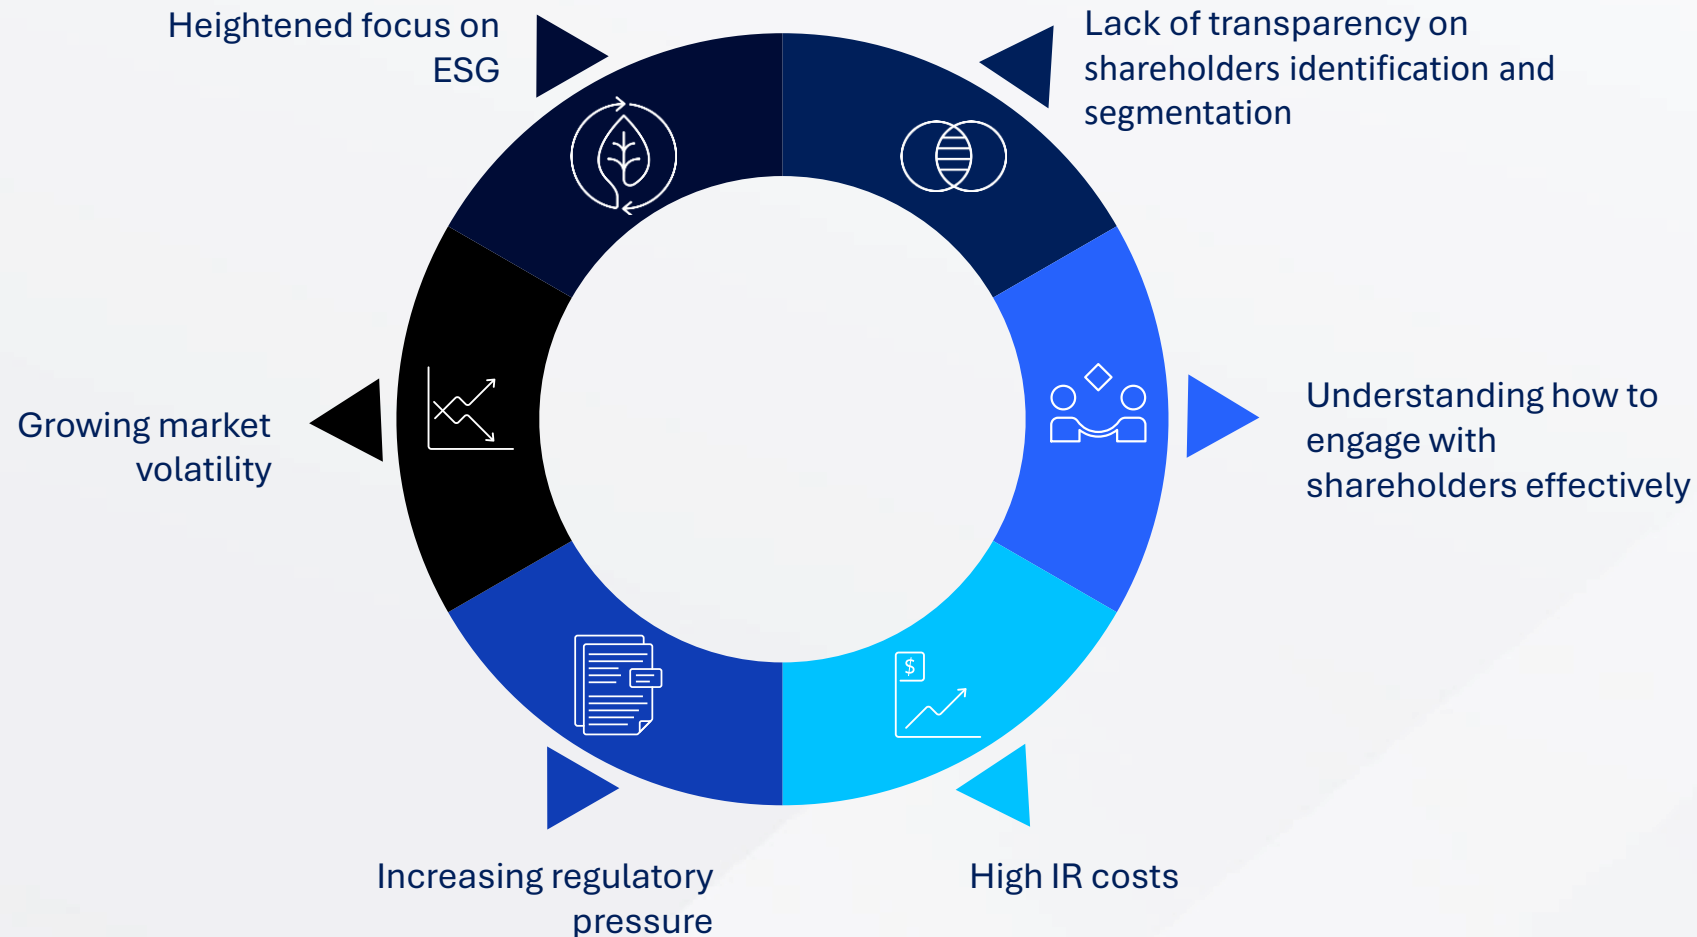 Heightened focus on
ESG
Lack of transparency on
shareholders identification and
segmentation
Growing market
volatility
Understanding how to
engage with
shareholders effectively
$
Increasing regulatory
pressure
High IR costs